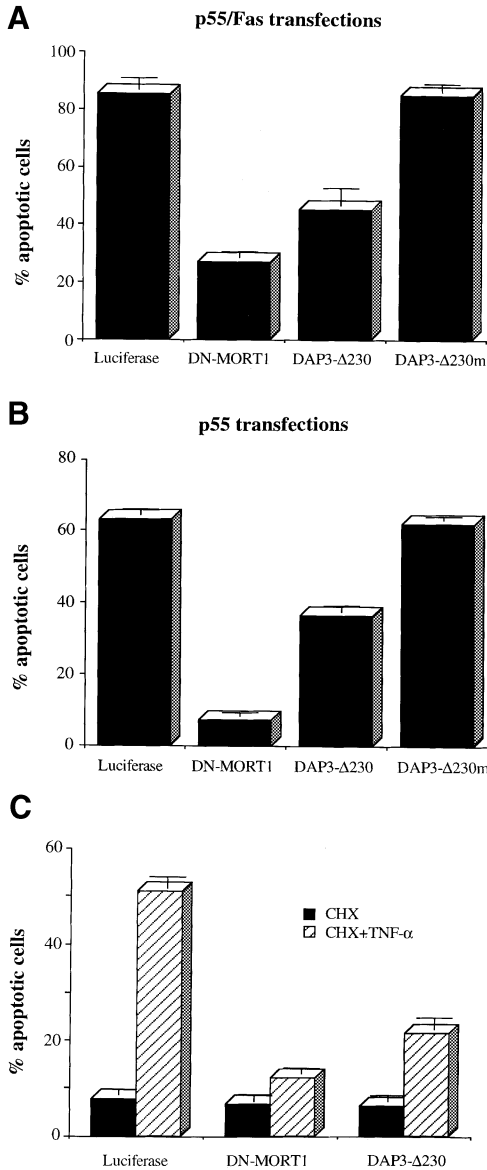 A
p55/Fas transfections
% apoptotic cells
100
80
60
40
20
0
Luciferase DN-MORT1 DAP3-Δ230 DAP3-Δ230m
B
p55 transfections
% apoptotic cells
80
60
40
20
0
Luciferase DN-MORT1 DAP3-Δ230 DAP3-Δ230m
C
% apoptotic cells
60
40
20
0
CHX
CHX+TNF-α
Luciferase DN-MORT1 DAP3-Δ230